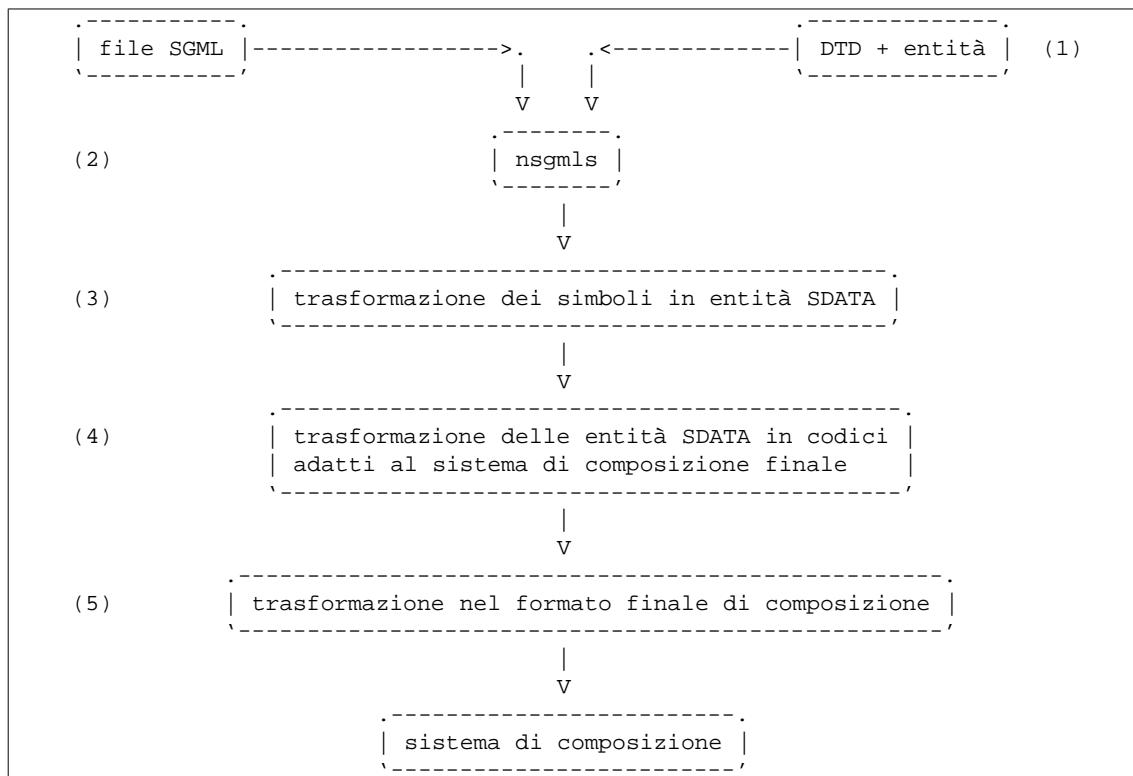 file SGML DTD + entità (1)
(2) nsgmls
(3) trasformazione dei simboli in entità SDATA
(4) trasformazione delle entità SDATA in codici
adatti al sistema di composizione finale
(5) trasformazione nel formato finale di composizione
sistema di composizione